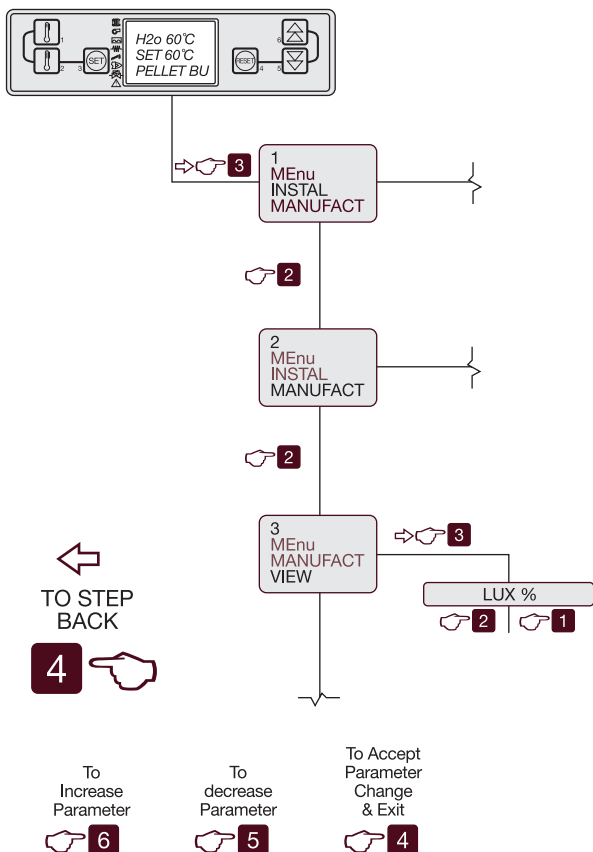 1
2
3
SET
H2o 60°C
SET 60°C
PELLET BU
RESET
4
5
6
3
1
MEnu
INSTAL
MANUFACT
2
2
MEnu
INSTAL
MANUFACT
2
3
MEnu
MANUFACT
VIEW
3
LUX %
2
1
TO STEP
BACK
4
To
Increase
Parameter
6
To
decrease
Parameter
5
To Accept
Parameter
Change
& Exit
4